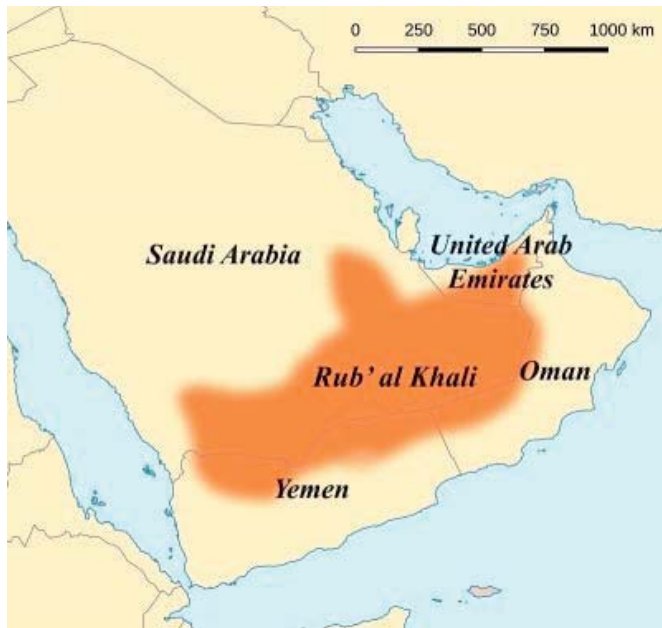 0 250 500 750 1000 km
United Arab
Emirates
Saudi Arabia
Rub’ al Khali
Oman
Yemen